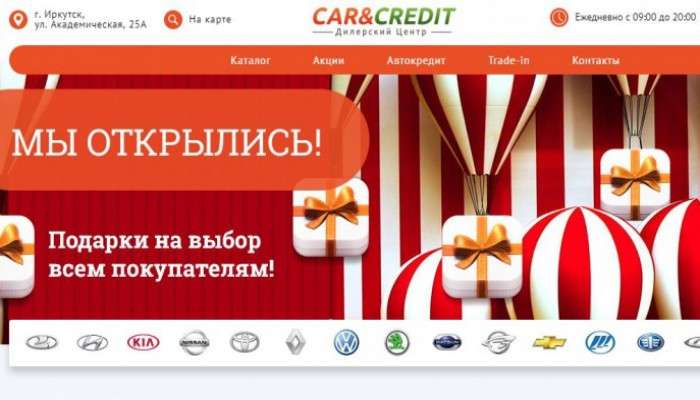 г. Иркутск,
ул. Академическая, 25А
На карте
CAR&CREDIT
Дилерский Центр
Ежедневно с 09:00 до 20:00
Каталог
Акции
Автокредит
Trade-in
Контакты
МЫ ОТКРЫЛИСЬ!
Подарки на выбор
всем покупателям!
KIA